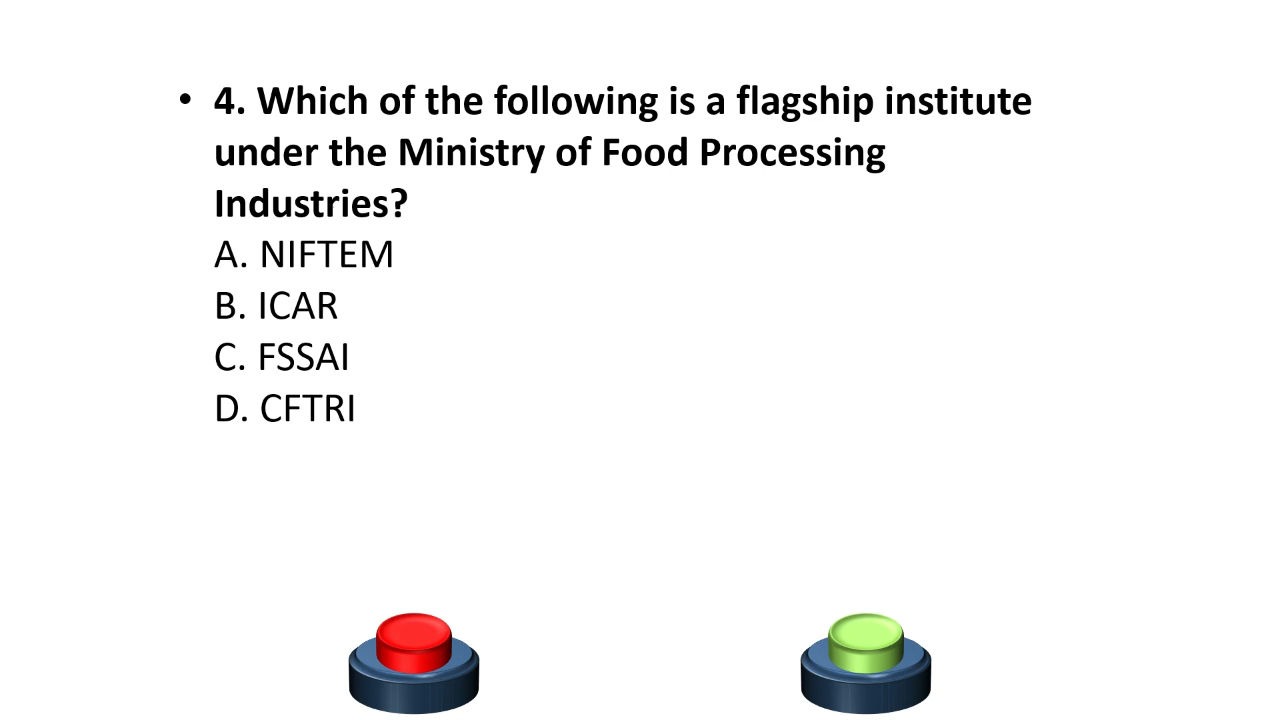 • 4. Which of the following is a flagship institute
under the Ministry of Food Processing
Industries?
A. NIFTEM
B. ICAR
C. FSSAI
D. CFTRI